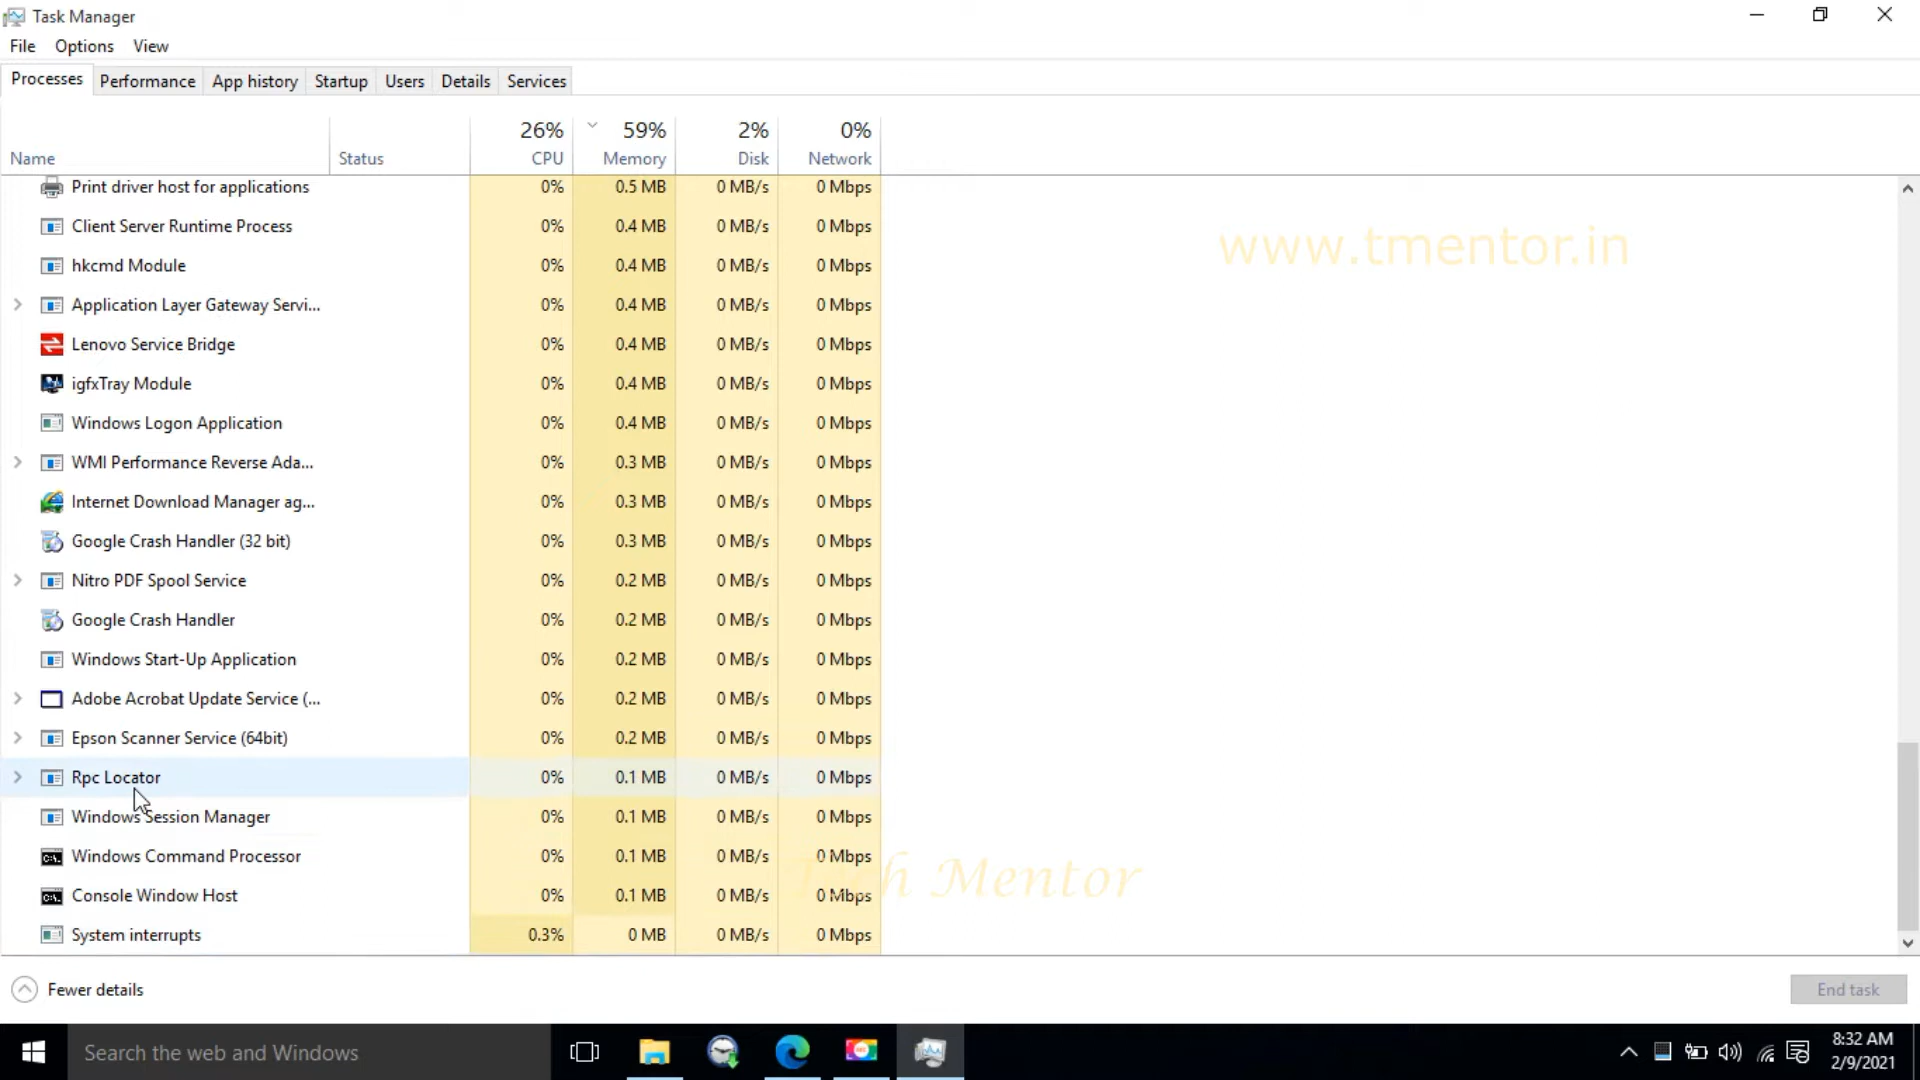 Task Manager
File Options View
Processes Performance App history Startup Users Details Services
26% 59% 2% 0%
Name Status CPU Memory Disk Network
Print driver host for applications 0% 0.5 MB 0 MB/s 0 Mbps
Client Server Runtime Process 0% 0.4 MB 0 MB/s 0 Mbps
www.tmentor.in
hkcmd Module 0% 0.4 MB 0 MB/s 0 Mbps
Application Layer Gateway Servi... 0% 0.4 MB 0 MB/s 0 Mbps
Lenovo Service Bridge 0% 0.4 MB 0 MB/s 0 Mbps
igfxTray Module 0% 0.4 MB 0 MB/s 0 Mbps
Windows Logon Application 0% 0.4 MB 0 MB/s 0 Mbps
WMI Performance Reverse Ada... 0% 0.3 MB 0 MB/s 0 Mbps
Internet Download Manager ag... 0% 0.3 MB 0 MB/s 0 Mbps
Google Crash Handler (32 bit) 0% 0.3 MB 0 MB/s 0 Mbps
Nitro PDF Spool Service 0% 0.2 MB 0 MB/s 0 Mbps
Google Crash Handler 0% 0.2 MB 0 MB/s 0 Mbps
Windows Start-Up Application 0% 0.2 MB 0 MB/s 0 Mbps
Adobe Acrobat Update Service (... 0% 0.2 MB 0 MB/s 0 Mbps
Epson Scanner Service (64bit) 0% 0.2 MB 0 MB/s 0 Mbps
Rpc Locator 0% 0.1 MB 0 MB/s 0 Mbps
Windows Session Manager 0% 0.1 MB 0 MB/s 0 Mbps
Windows Command Processor 0% 0.1 MB 0 MB/s 0 Mbps
Tech Mentor
Console Window Host 0% 0.1 MB 0 MB/s 0 Mbps
System interrupts 0.3% 0 MB 0 MB/s 0 Mbps
Fewer details End task
Search the web and Windows
8:32 AM
2/9/2021